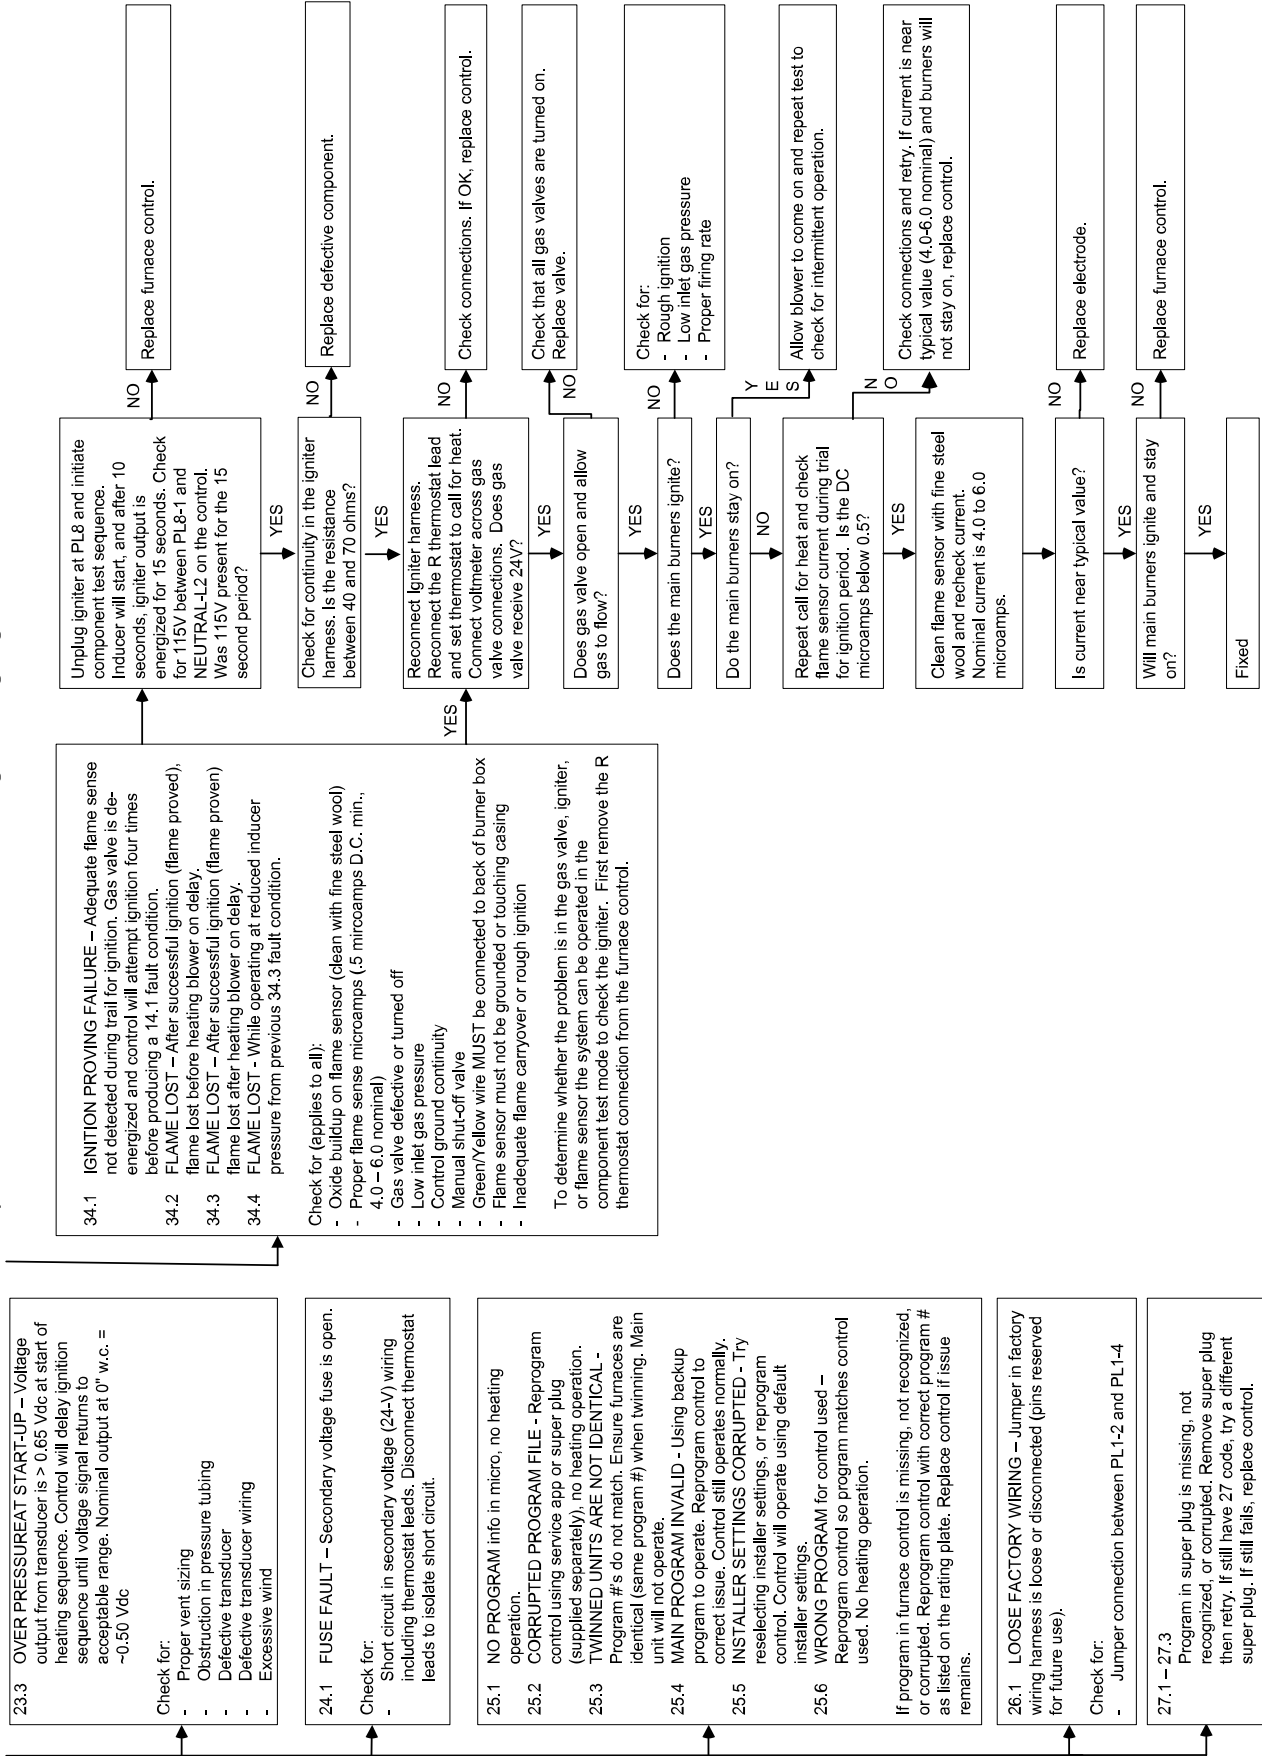 23.3 OVER PRESSUREAT START-UP – Voltage
output from transducer is > 0.65 Vdc at start of
heating sequence. Control will delay ignition
sequence until voltage signal returns to
acceptable range. Nominal output at 0" w.c. =
~0.50 Vdc
Check for:
- Proper vent sizing
- Obstruction in pressure tubing
- Defective transducer
- Defective transducer wiring
- Excessive wind
24.1 FUSE FAULT – Secondary voltage fuse is open.
Check for:
- Short circuit in secondary voltage (24-V) wiring
including thermostat leads. Disconnect thermostat
leads to isolate short circuit.
25.1 NO PROGRAM info in micro, no heating
operation.
25.2 CORRUPTED PROGRAM FILE - Reprogram
control using service app or super plug
(supplied separately), no heating operation.
25.3 TWINNED UNITS ARE NOT IDENTICAL -
Program #'s do not match. Ensure furnaces are
identical (same program #) when twinning. Main
unit will not operate.
25.4 MAIN PROGRAM INVALID - Using backup
program to operate. Reprogram control to
correct issue. Control still operates normally.
25.5 INSTALLER SETTINGS CORRUPTED - Try
reselecting installer settings, or reprogram
control. Control will operate using default
installer settings.
25.6 WRONG PROGRAM for control used –
Reprogram control so program matches control
used. No heating operation.
If program in furnace control is missing, not recognized,
or corrupted. Reprogram control with correct program #
as listed on the rating plate. Replace control if issue
remains.
26.1 LOOSE FACTORY WIRING – Jumper in factory
wiring harness is loose or disconnected (pins reserved
for future use).
Check for:
- Jumper connection between PL1-2 and PL1-4
27.1 – 27.3
Program in super plug is missing, not
recognized, or corrupted. Remove super plug
then retry. If still have 27 code, try a different
super plug. If still fails, replace control.
34.1 IGNITION PROVING FAILURE – Adequate flame sense
not detected during trail for ignition. Gas valve is de-
energized and control will attempt ignition four times
before producing a 14.1 fault condition.
34.2 FLAME LOST – After successful ignition (flame proved),
flame lost before heating blower on delay.
34.3 FLAME LOST – After successful ignition (flame proven)
flame lost after heating blower on delay.
34.4 FLAME LOST - While operating at reduced inducer
pressure from previous 34.3 fault condition.
Check for (applies to all):
- Oxide buildup on flame sensor (clean with fine steel wool)
- Proper flame sense microamps (.5 mircoamps D.C. min.,
4.0 – 6.0 nominal)
- Gas valve defective or turned off
- Low inlet gas pressure
- Control ground continuity
- Manual shut-off valve
- Green/Yellow wire MUST be connected to back of burner box
- Flame sensor must not be grounded or touching casing
- Inadequate flame carryover or rough ignition
To determine whether the problem is in the gas valve, igniter,
or flame sensor the system can be operated in the
component test mode to check the igniter. First remove the R
thermostat connection from the furnace control.
YES
Unplug igniter at PL8 and initiate
component test sequence.
Inducer will start, and after 10
seconds, igniter output is
energized for 15 seconds. Check
for 115V between PL8-1 and
NEUTRAL-L2 on the control.
Was 115V present for the 15
second period?
NO
Replace furnace control.
YES
Check for continuity in the igniter
harness. Is the resistance
between 40 and 70 ohms?
NO
Replace defective component.
YES
Reconnect Igniter harness.
Reconnect the R thermostat lead
and set thermostat to call for heat.
Connect voltmeter across gas
valve connections. Does gas
valve receive 24V?
NO
Check connections. If OK, replace control.
YES
Does gas valve open and allow
gas to flow?
NO
Check that all gas valves are turned on.
Replace valve.
YES
Does the main burners ignite?
NO
Check for:
- Rough ignition
- Low inlet gas pressure
- Proper firing rate
YES
Do the main burners stay on?
YES
Allow blower to come on and repeat test to
check for intermittent operation.
NO
Repeat call for heat and check
flame sensor current during trial
for ignition period. Is the DC
microamps below 0.5?
NO
Check connections and retry. If current is near
typical value (4.0-6.0 nominal) and burners will
not stay on, replace control.
YES
Clean flame sensor with fine steel
wool and recheck current.
Nominal current is 4.0 to 6.0
microamps.
Is current near typical value?
NO
Replace electrode.
YES
Will main burners ignite and stay
on?
NO
Replace furnace control.
YES
Fixed